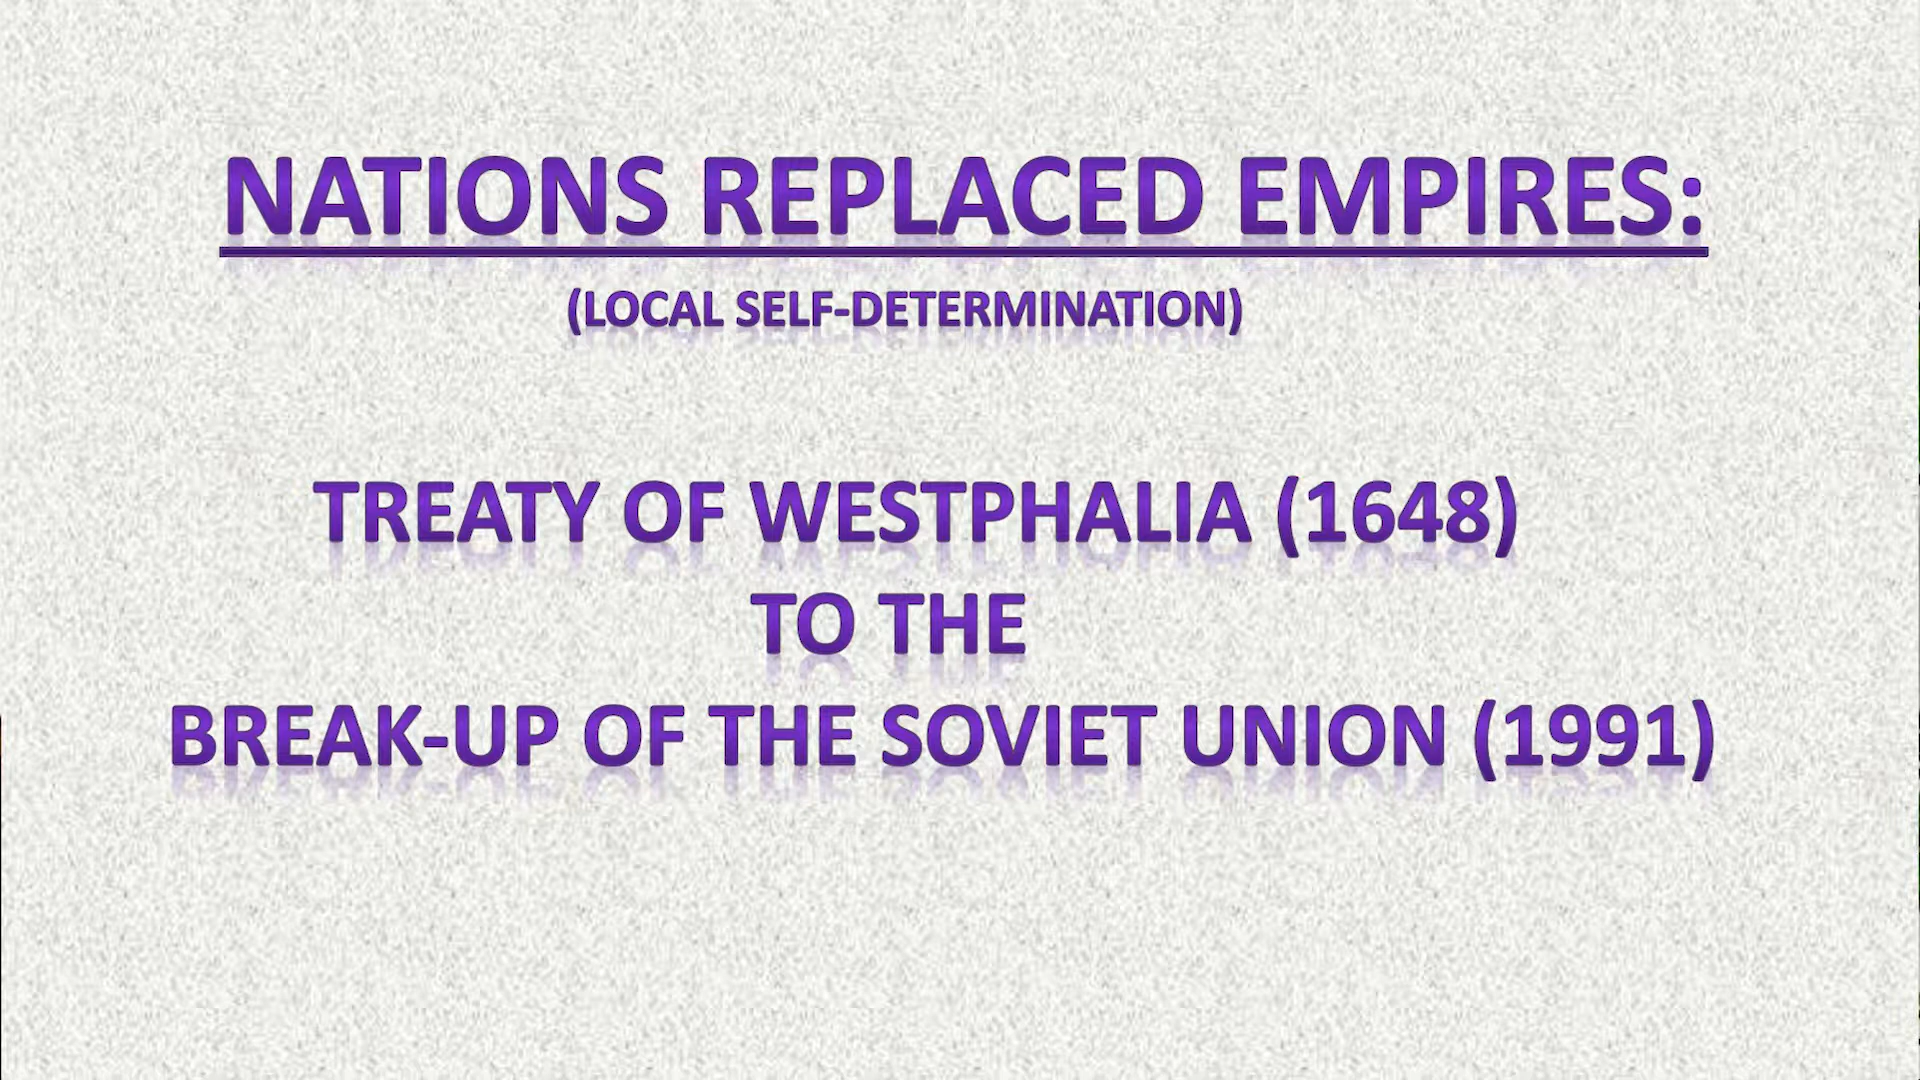 NATIONS REPLACED EMPIRES:
(LOCAL SELF-DETERMINATION)
TREATY OF WESTPHALIA (1648)
TO THE
BREAK-UP OF THE SOVIET UNION (1991)